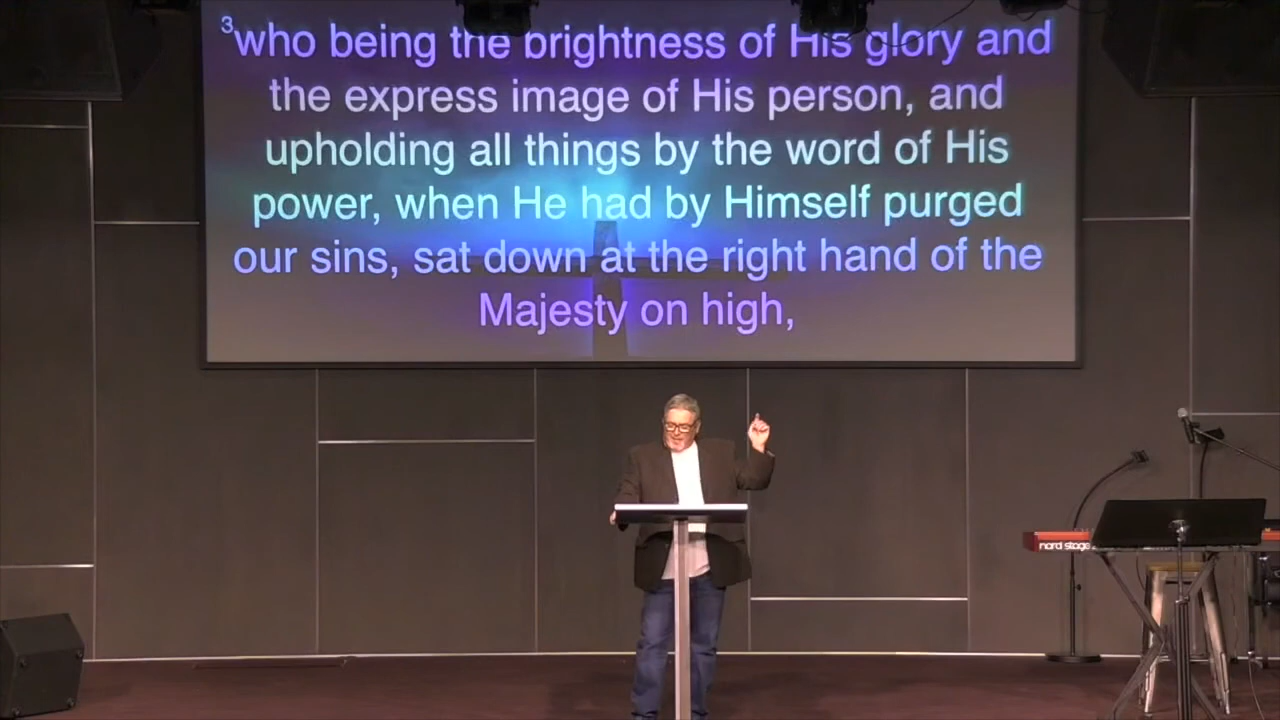 3who being the brightness of His glory and
the express image of His person, and
upholding all things by the word of His
power, when He had by Himself purged
our sins, sat down at the right hand of the
Majesty on high,
nord stage